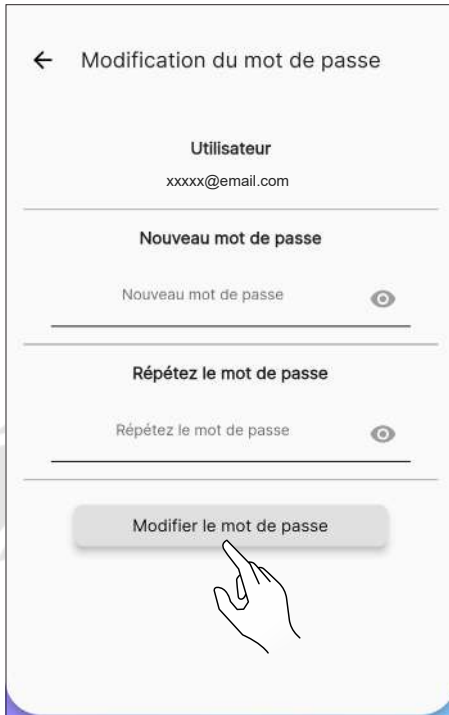 Modification du mot de passe
Utilisateur
xxxxx@email.com
Nouveau mot de passe
Nouveau mot de passe
Répétez le mot de passe
Répétez le mot de passe
Modifier le mot de passe